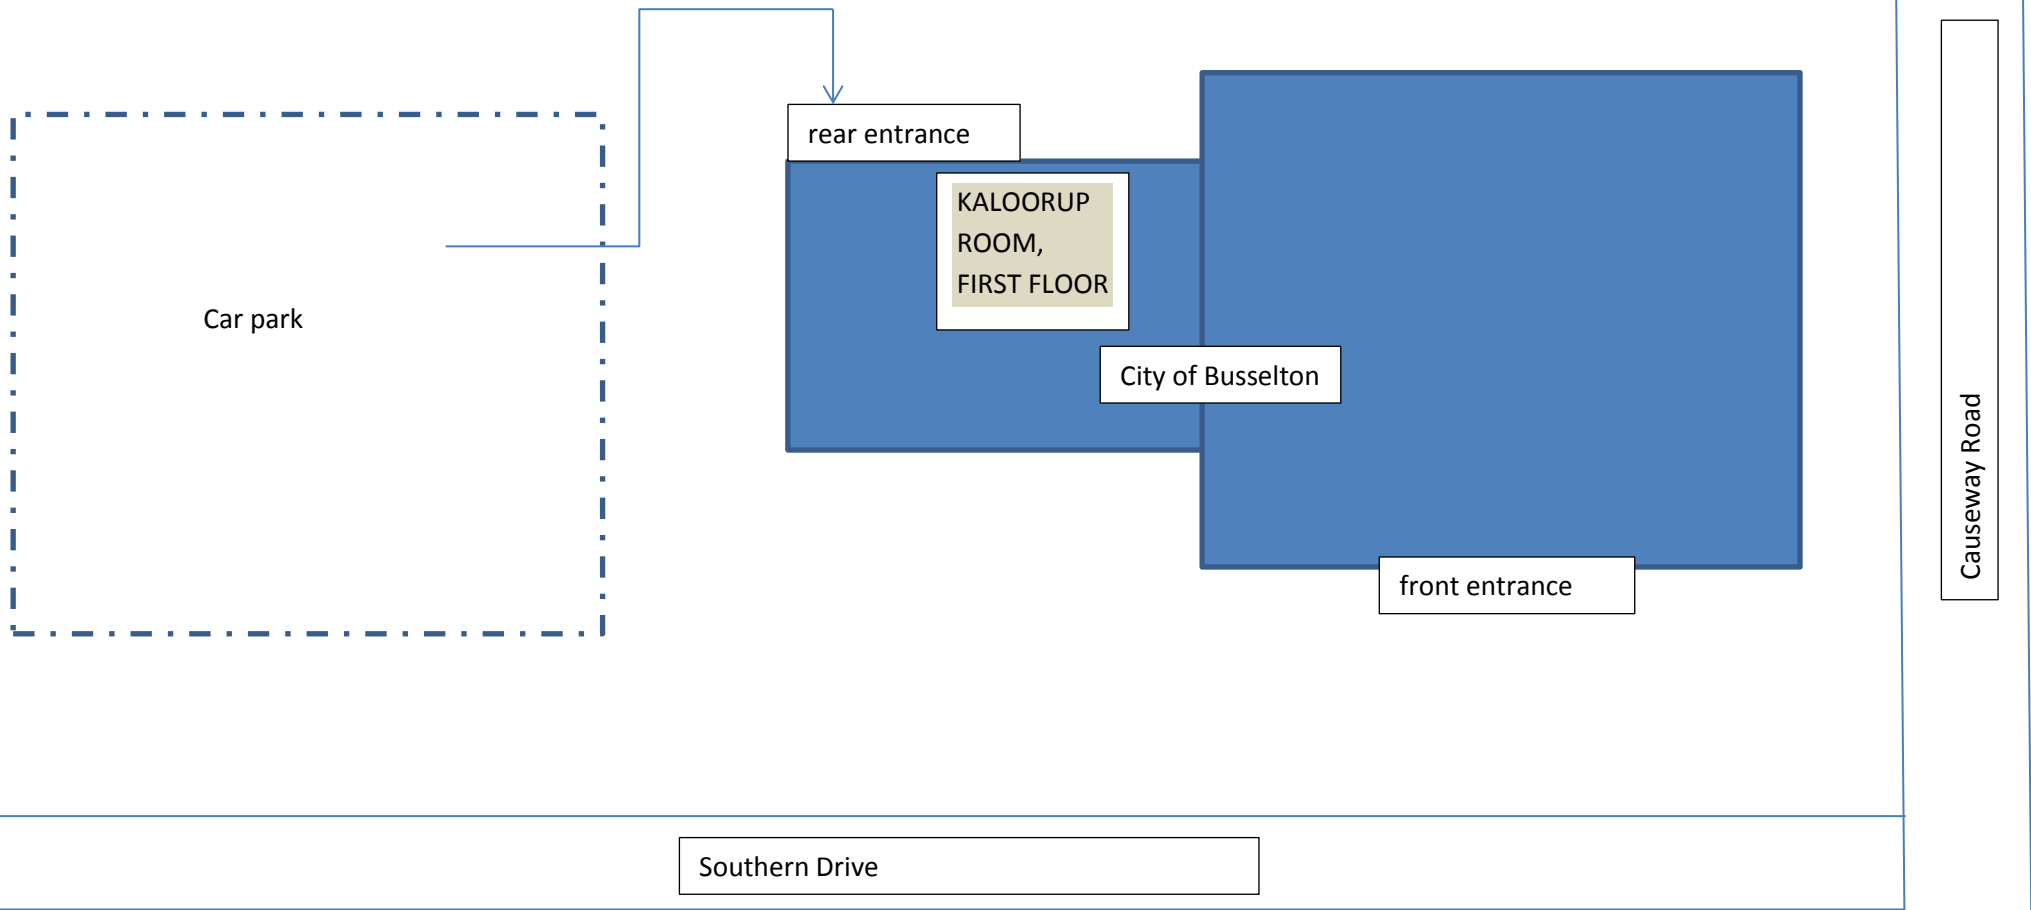 rear entrance
KALOORUP
ROOM,
FIRST FLOOR
Car park
City of Busselton
front entrance
Causeway Road
Southern Drive